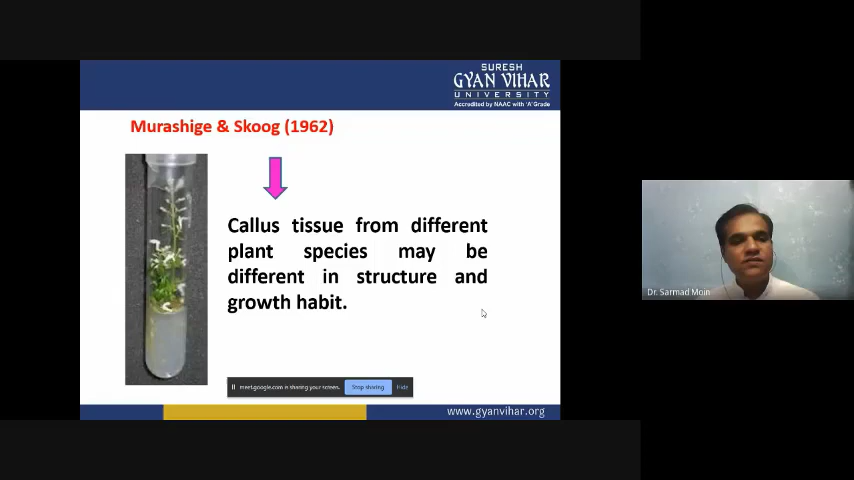 SURESH
GYAN VIHAR
UNIVERSITY
Accredited by NAAC with 'A' Grade
Murashige & Skoog (1962)
Callus tissue from different
plant species may be
different in structure and
growth habit.
Dr. Sarmad Moin
meet.google.com is sharing your screen.
Stop sharing
Hide
www.gyanvihar.org